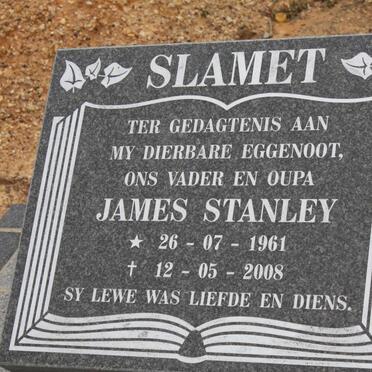 SLAMET
TER GEDAGTENIS AAN
MY DIERBARE EGGENOOT,
ONS VADER EN OUPA
JAMES STANLEY
★ 26 - 07 - 1961
† 12 - 05 - 2008
SY LEWE WAS LIEFDE EN DIENS.